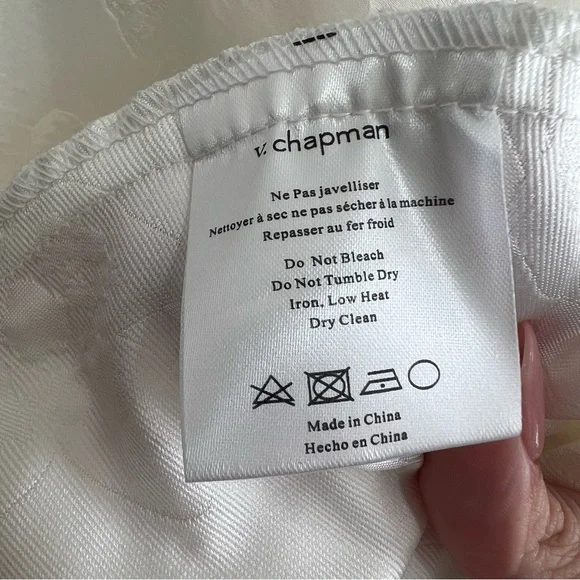 v. chapman
Ne Pas javelliser
Nettoyer à sec ne pas sécher à la machine
Repasser au fer froid
Do Not Bleach
Do Not Tumble Dry
Iron, Low Heat
Dry Clean
Made in China
Hecho en China